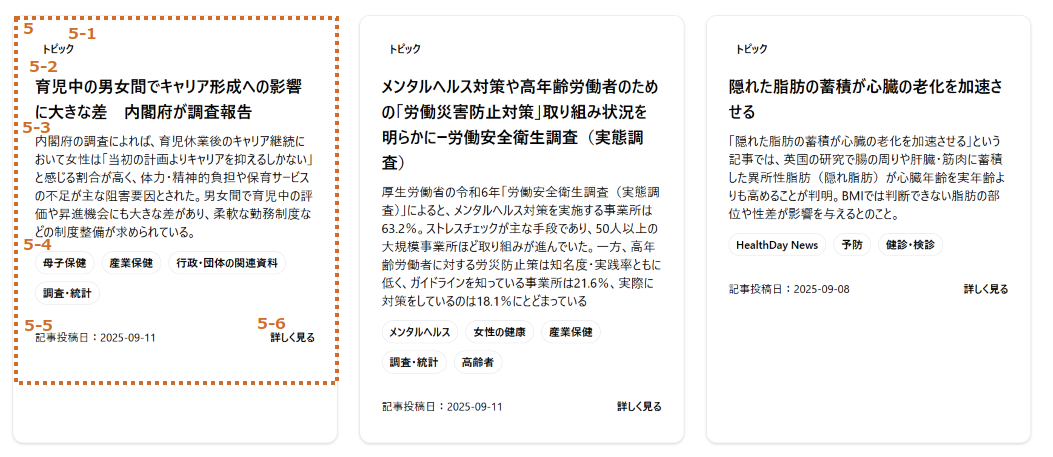 5
5-1
トピック
5-2
育児中の男女間でキャリア形成への影響
に大きな差　内閣府が調査報告
5-3
内閣府の調査によれば、育児休業後のキャリア継続に
おいて女性は「当初の計画よりキャリアを抑えるしかない」
と感じる割合が高く、体力・精神的負担や保育サービス
の不足が主な阻害要因とされた。男女間で育児中の評
価や昇進機会にも大きな差があり、柔軟な勤務制度な
どの制度整備が求められている。
5-4
母子保健
産業保健
行政・団体の関連資料
調査・統計
5-5
5-6
記事投稿日：2025-09-11
詳しく見る
トピック
メンタルヘルス対策や高年齢労働者のため
の「労働災害防止対策」取り組み状況を
明らかに―労働安全衛生調査（実態調
査）
厚生労働省の令和6年「労働安全衛生調査（実態調
査）」によると、メンタルヘルス対策を実施する事業所は
63.2%。ストレスチェックが主な手段であり、50人以上の
大規模事業所ほど取り組みが進んでいた。一方、高年
齢労働者に対する労災防止策は知名度・実践率ともに
低く、ガイドラインを知っている事業所は21.6%、実際に
対策をしているのは18.1%にとどまっている
メンタルヘルス
女性の健康
産業保健
調査・統計
高齢者
記事投稿日：2025-09-11
詳しく見る
トピック
隠れた脂肪の蓄積が心臓の老化を加速さ
せる
「隠れた脂肪の蓄積が心臓の老化を加速させる」という
記事では、英国の研究で腸の周りや肝臓・筋肉に蓄積
した異所性脂肪（隠れ脂肪）が心臓年齢を実年齢よ
りも高めることが判明。BMIでは判断できない脂肪の部
位や性差が影響を与えるとのこと。
HealthDay News
予防
健診・検診
記事投稿日：2025-09-08
詳しく見る